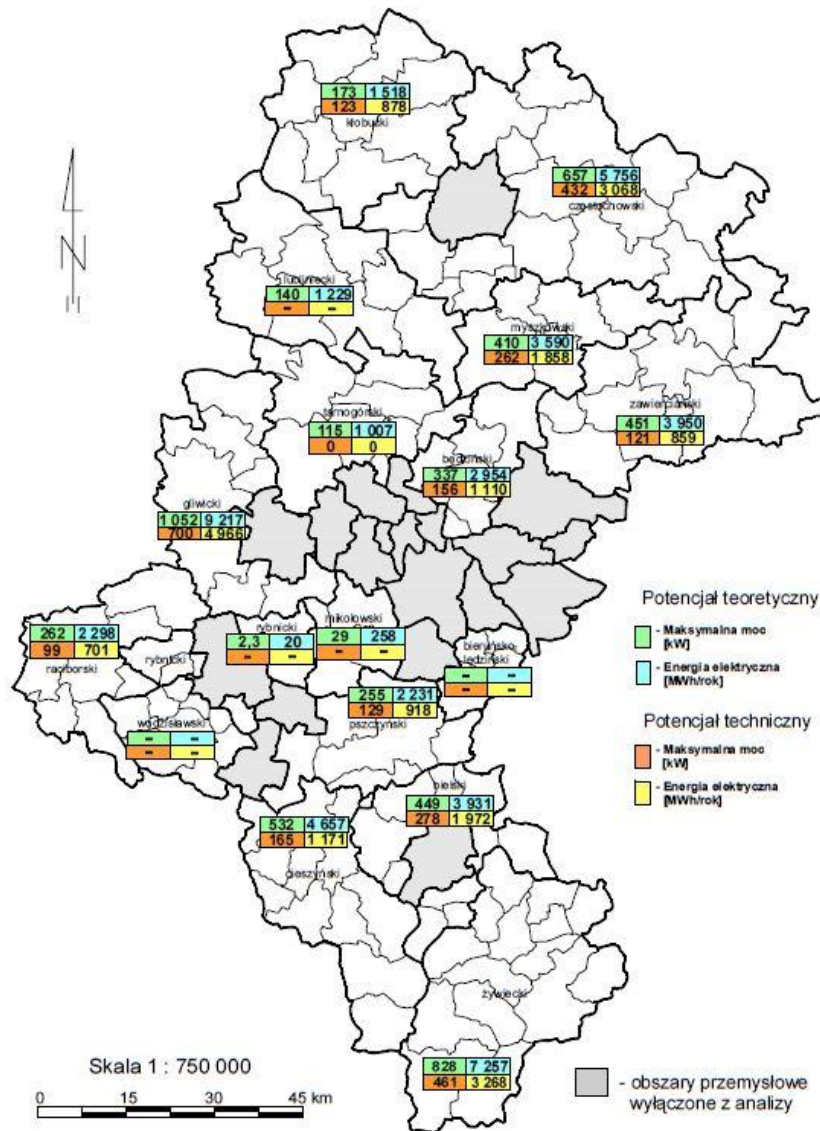 173 1 518
123 878
kłobucki
657 5 756
432 3 068
częstochowski
N
lubliniecki
140 1 229
- -
myszkowski
410 3 590
262 1 858
zawierciański
451 3 950
121 859
tarnogórski
115 1 007
0 0
będziński
337 2 954
156 1 110
gliwicki
1 052 9 217
700 4 966
Potencjał teoretyczny
- Maksymalna moc
[kW]
- Energia elektryczna
[MWh/rok]
Potencjał techniczny
- Maksymalna moc
[kW]
- Energia elektryczna
[MWh/rok]
262 2 298
99 701
raciborski
rybnicki
rybnicki
2,3 20
- -
mikołowski
29 258
- -
bieruńsko
lędziński
- -
- -
wodzisławski
- -
- -
255 2 231
129 918
pszczyński
bielski
449 3 931
278 1 972
532 4 657
165 1 171
cieszyński
żywiecki
828 7 257
461 3 268
Skala 1 : 750 000
0 15 30 45 km
- obszary przemysłowe
wyłączone z analizy